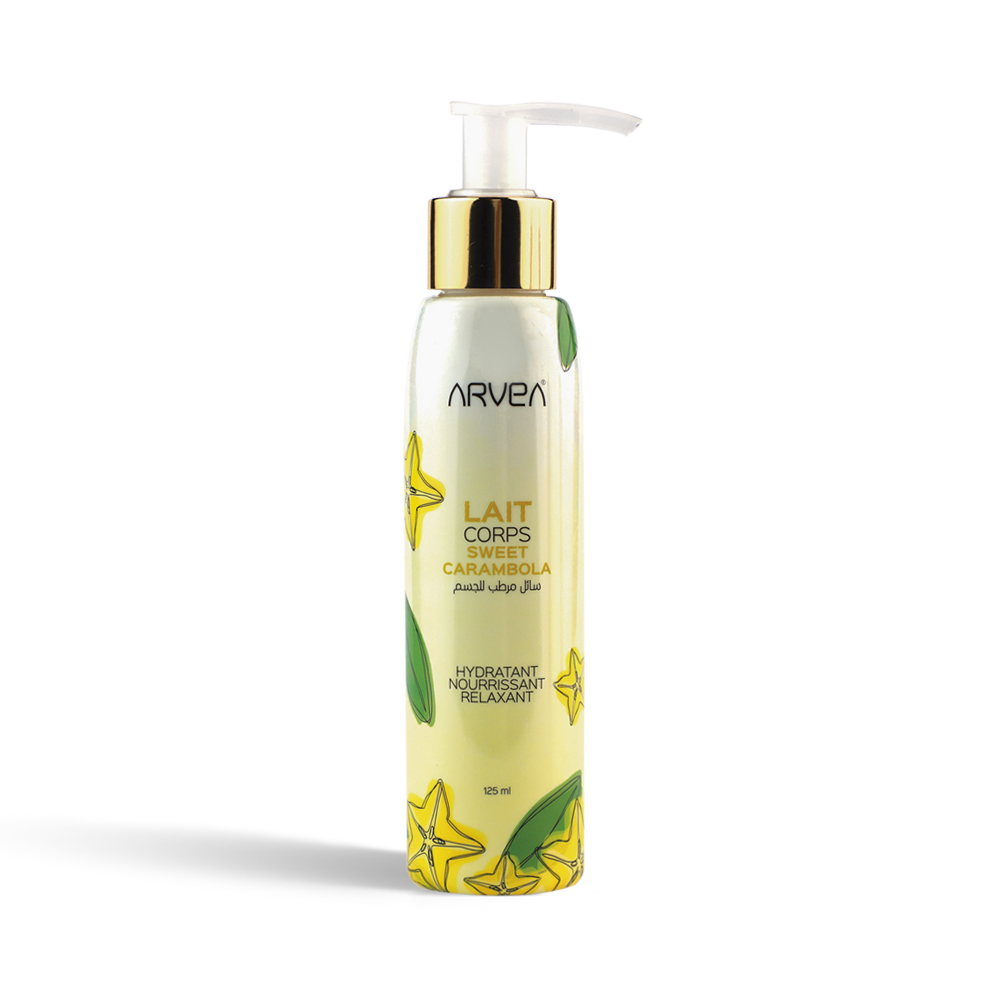 ARVEA®
LAIT
CORPS
SWEET
CARAMBOLA
سائل مرطب للجسم
HYDRATANT
NOURRISSANT
RELAXANT
125 ml